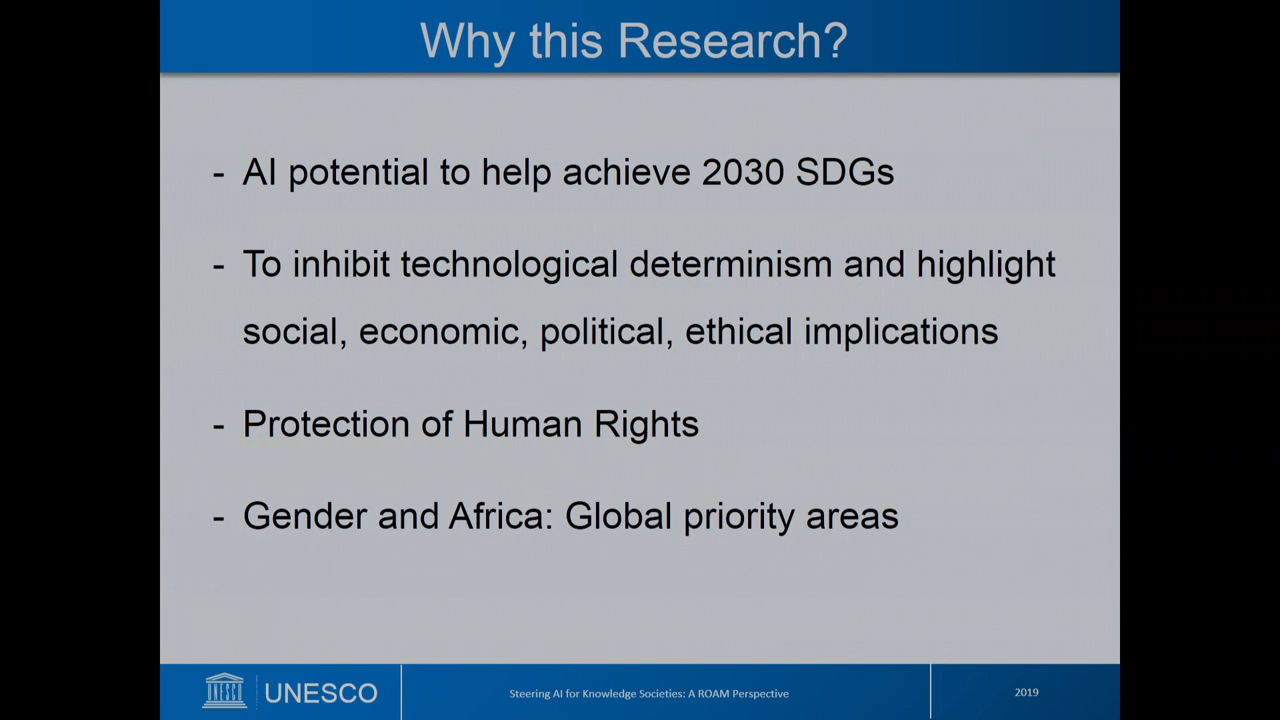 Why this Research?
- AI potential to help achieve 2030 SDGs
- To inhibit technological determinism and highlight
social, economic, political, ethical implications
- Protection of Human Rights
- Gender and Africa: Global priority areas
UNESCO
UNESCO
Steering AI for Knowledge Societies: A ROAM Perspective
2019